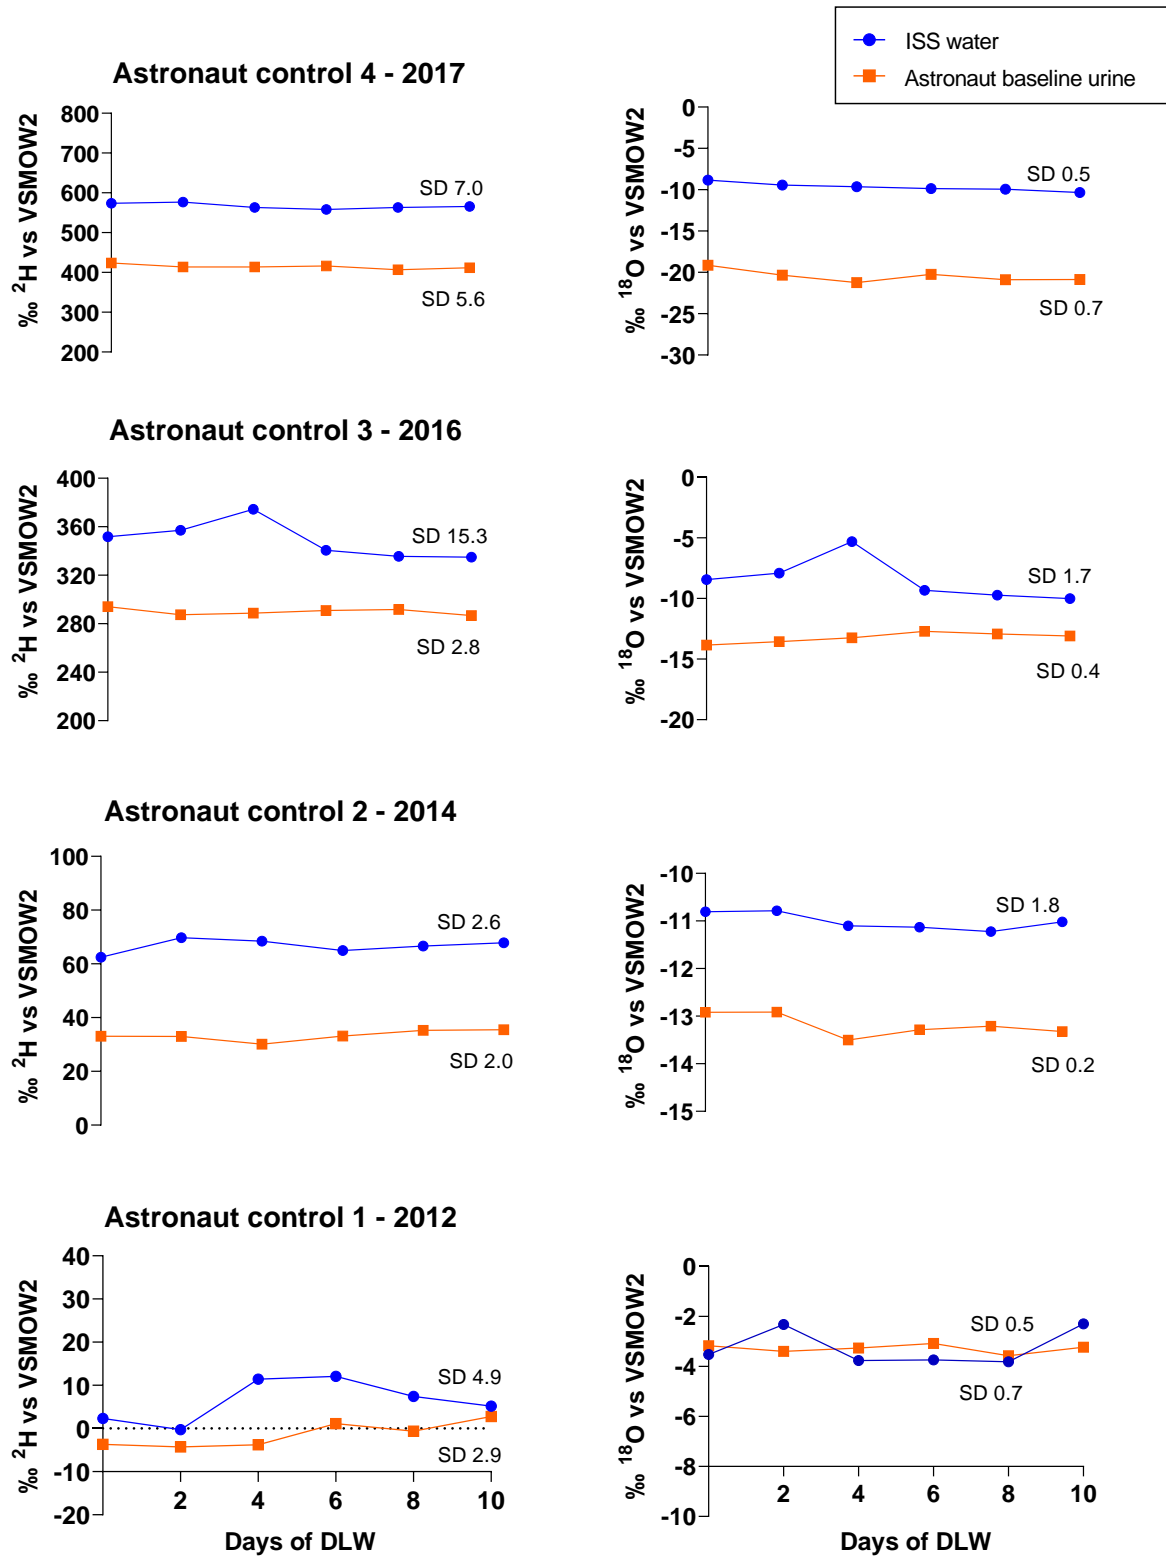 ISS water
Astronaut baseline urine
Astronaut control 4 - 2017
‰ ²H vs VSMOW2
800
700
600
500
400
300
200
SD 7.0
SD 5.6
‰ ¹⁸O vs VSMOW2
0
-5
-10
-15
-20
-25
-30
SD 0.5
SD 0.7
Astronaut control 3 - 2016
‰ ²H vs VSMOW2
400
360
320
280
240
200
SD 15.3
SD 2.8
‰ ¹⁸O vs VSMOW2
0
-5
-10
-15
-20
SD 1.7
SD 0.4
Astronaut control 2 - 2014
‰ ²H vs VSMOW2
100
80
60
40
20
0
SD 2.6
SD 2.0
‰ ¹⁸O vs VSMOW2
-10
-11
-12
-13
-14
-15
SD 1.8
SD 0.2
Astronaut control 1 - 2012
‰ ²H vs VSMOW2
40
30
20
10
0
-10
-20
SD 4.9
SD 2.9
2 4 6 8 10
Days of DLW
‰ ¹⁸O vs VSMOW2
0
-2
-4
-6
-8
-10
SD 0.5
SD 0.7
2 4 6 8 10
Days of DLW